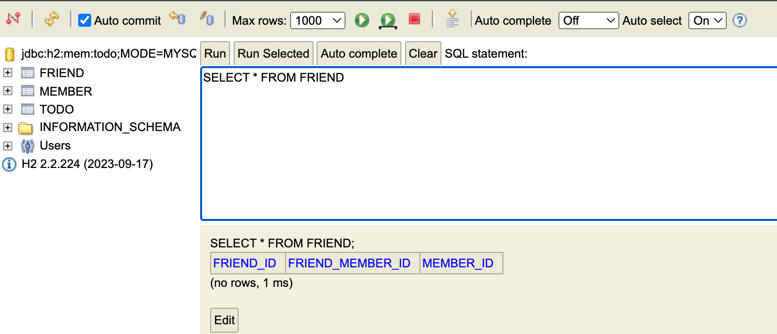 Auto commit Max rows: 1000 Auto complete Off Auto select On
jdbc:h2:mem:todo;MODE=MYSQ
FRIEND
MEMBER
TODO
INFORMATION_SCHEMA
Users
H2 2.2.224 (2023-09-17)
Run Run Selected Auto complete Clear SQL statement:
SELECT * FROM FRIEND
SELECT * FROM FRIEND;
FRIEND_ID FRIEND_MEMBER_ID MEMBER_ID
(no rows, 1 ms)
Edit